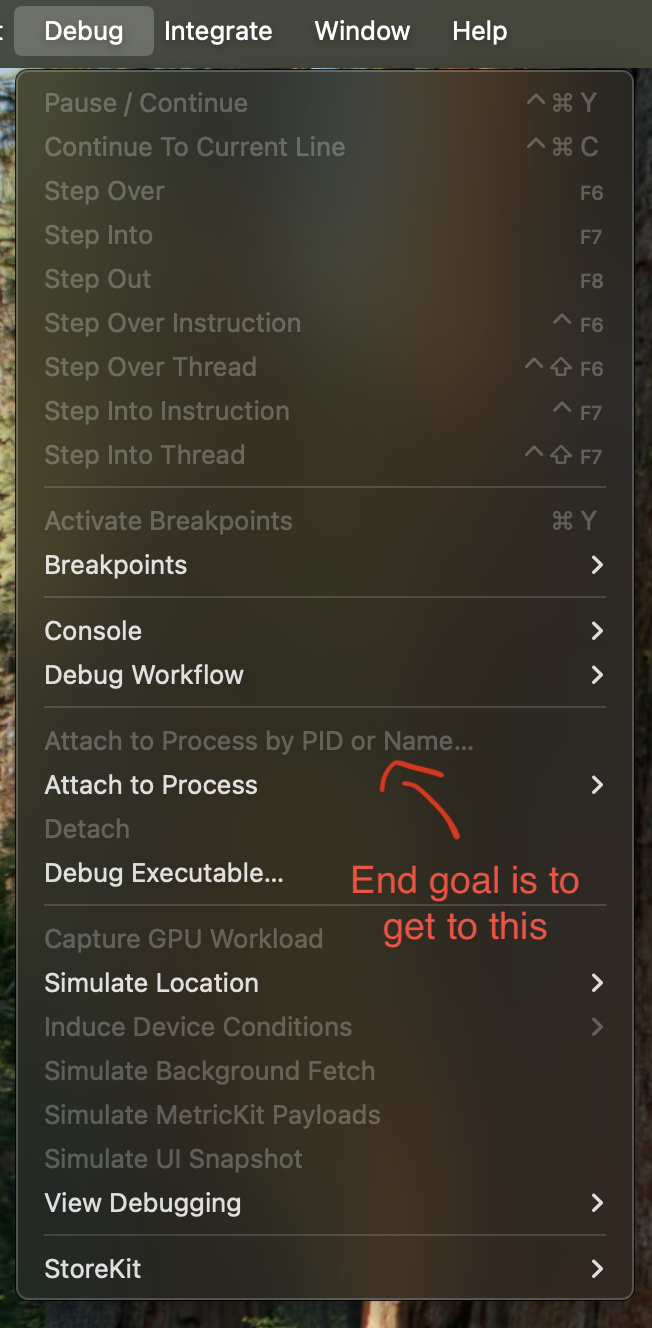 Debug Integrate Window Help
Pause / Continue ^⌘ Y
Continue To Current Line ^⌘ C
Step Over F6
Step Into F7
Step Out F8
Step Over Instruction ^ F6
Step Over Thread ^⇧ F6
Step Into Instruction ^ F7
Step Into Thread ^⇧ F7
Activate Breakpoints ⌘ Y
Breakpoints
Console
Debug Workflow
Attach to Process by PID or Name...
Attach to Process
Detach
Debug Executable...
End goal is to
get to this
Capture GPU Workload
Simulate Location
Induce Device Conditions
Simulate Background Fetch
Simulate MetricKit Payloads
Simulate UI Snapshot
View Debugging
StoreKit